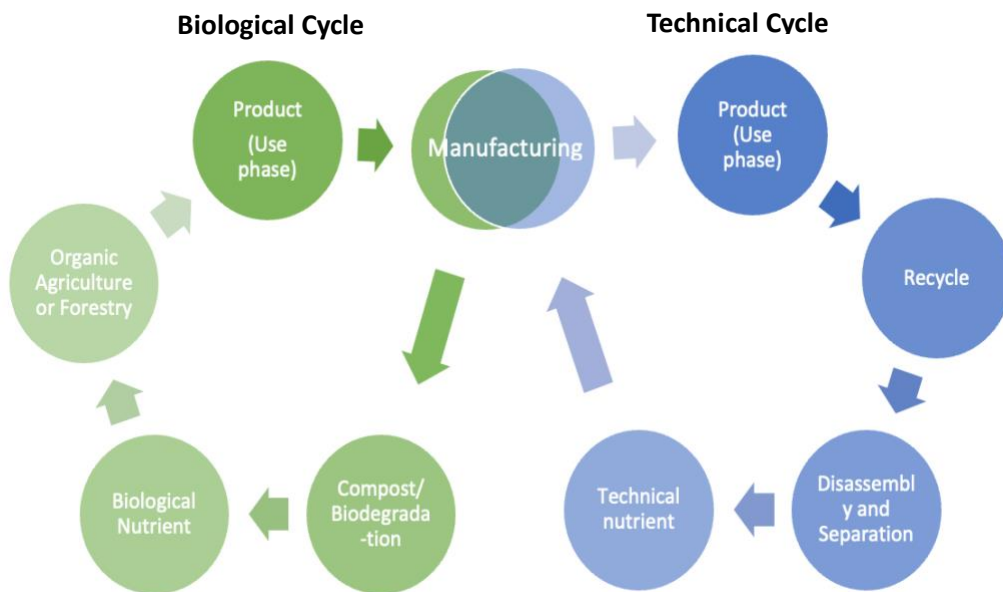 Biological Cycle
Technical Cycle
Product
(Use
phase)
Manufacturing
Product
(Use
phase)
Organic
Agriculture
or Forestry
Recycle
Biological
Nutrient
Compost/
Biodegrada
-tion
Technical
nutrient
Disassembl
y and
Separation